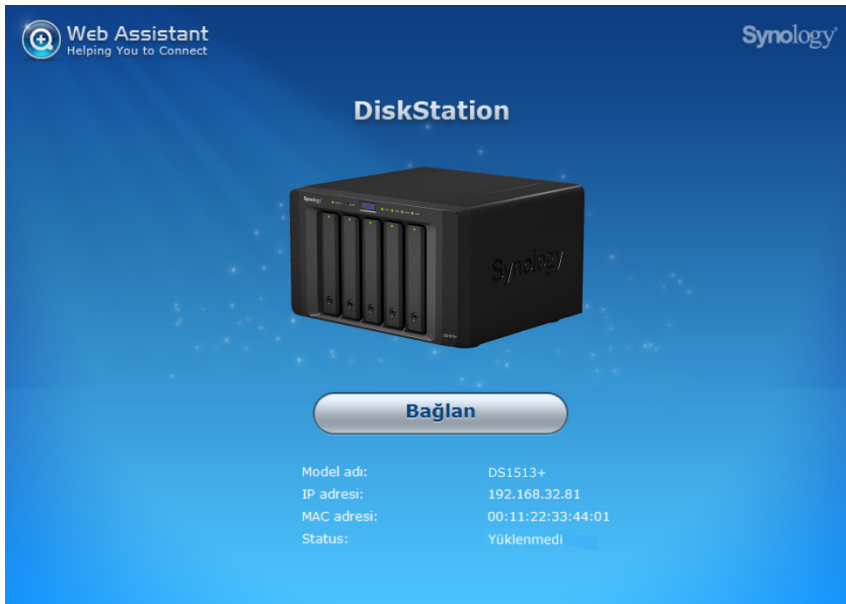 Web Assistant
Helping You to Connect
Synology
DiskStation
Synology
Synology
Bağlan
Model adı: DS1513+
IP adresi: 192.168.32.81
MAC adresi: 00:11:22:33:44:01
Status: Yüklenmedi